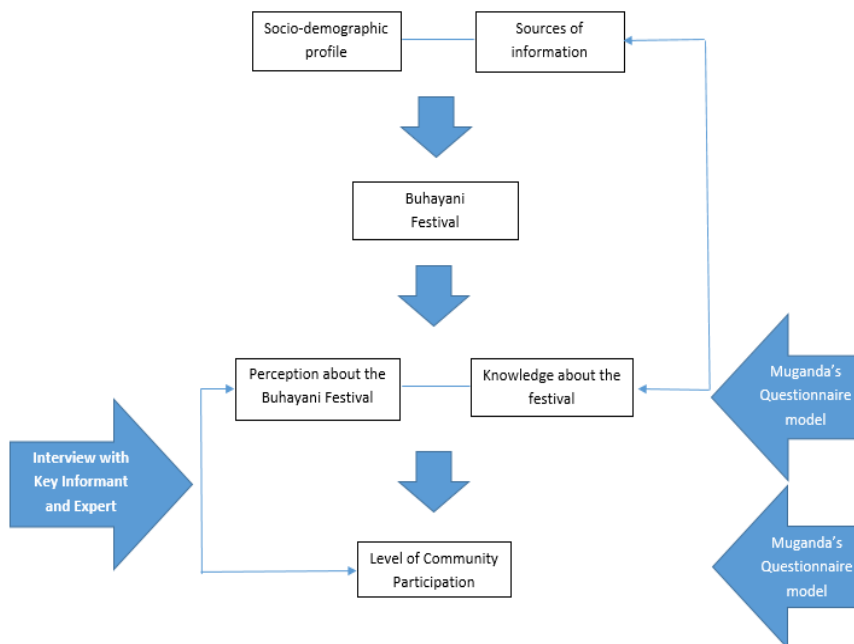 Socio-demographic
profile
Sources of
information
Buhayani
Festival
Perception about the
Buhayani Festival
Knowledge about the
festival
Muganda's
Questionnaire
model
Interview with
Key Informant
and Expert
Level of Community
Participation
Muganda's
Questionnaire
model